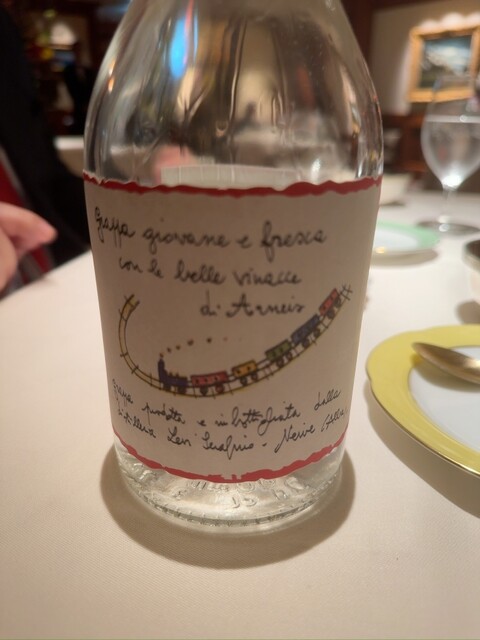 grappa giovane e fresca
con le belle vinacce
di Arneis
grappa prodotta e imbottigliata dalla
distilleria Levi Serafino - Neive